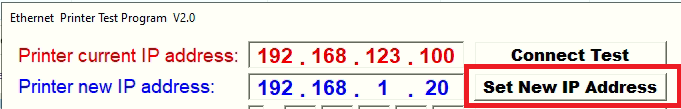 Ethernet Printer Test Program V2.0
Printer current IP address: 192 . 168 . 123 . 100 Connect Test
Printer new IP address: 192 . 168 . 1 . 20 Set New IP Address